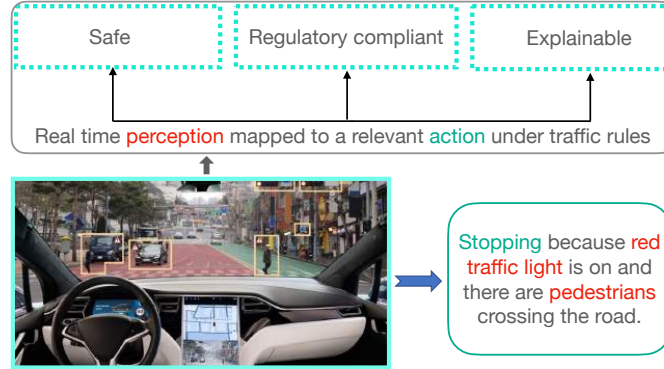 Safe
Regulatory compliant
Explainable
Real time perception mapped to a relevant action under traffic rules
Stopping because red
traffic light is on and
there are pedestrians
crossing the road.